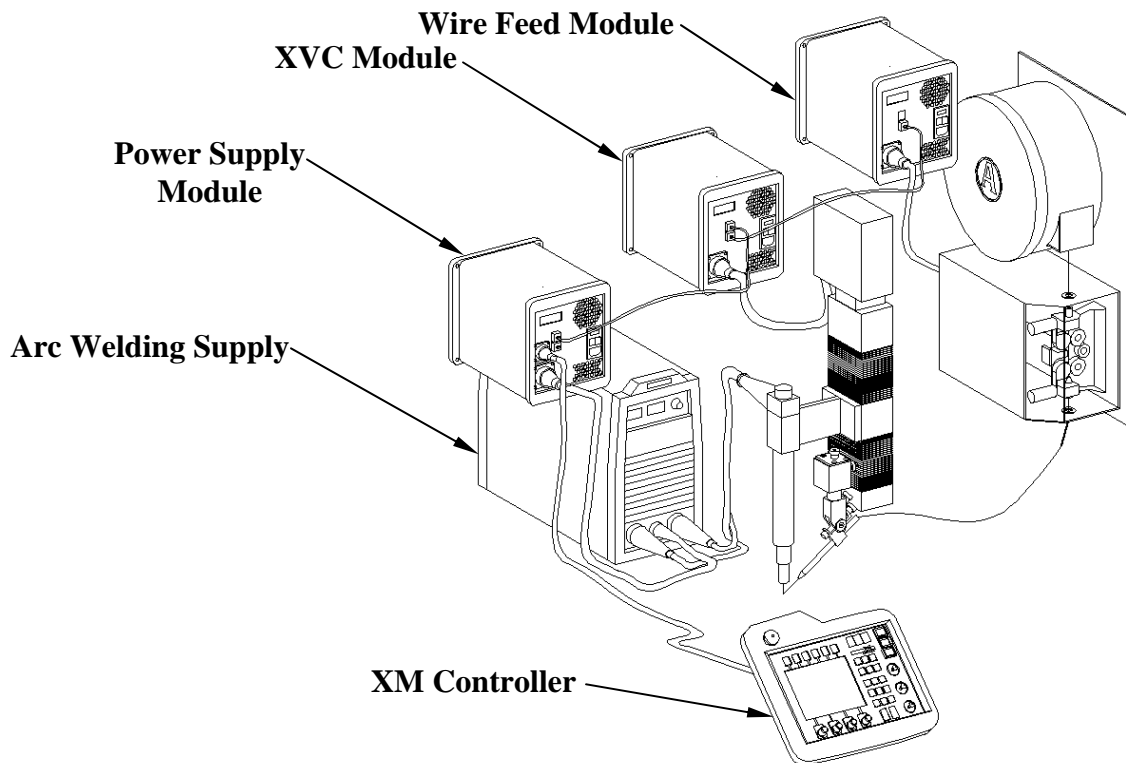 Wire Feed Module
XVC Module
Power Supply
Module
Arc Welding Supply
A
XM Controller